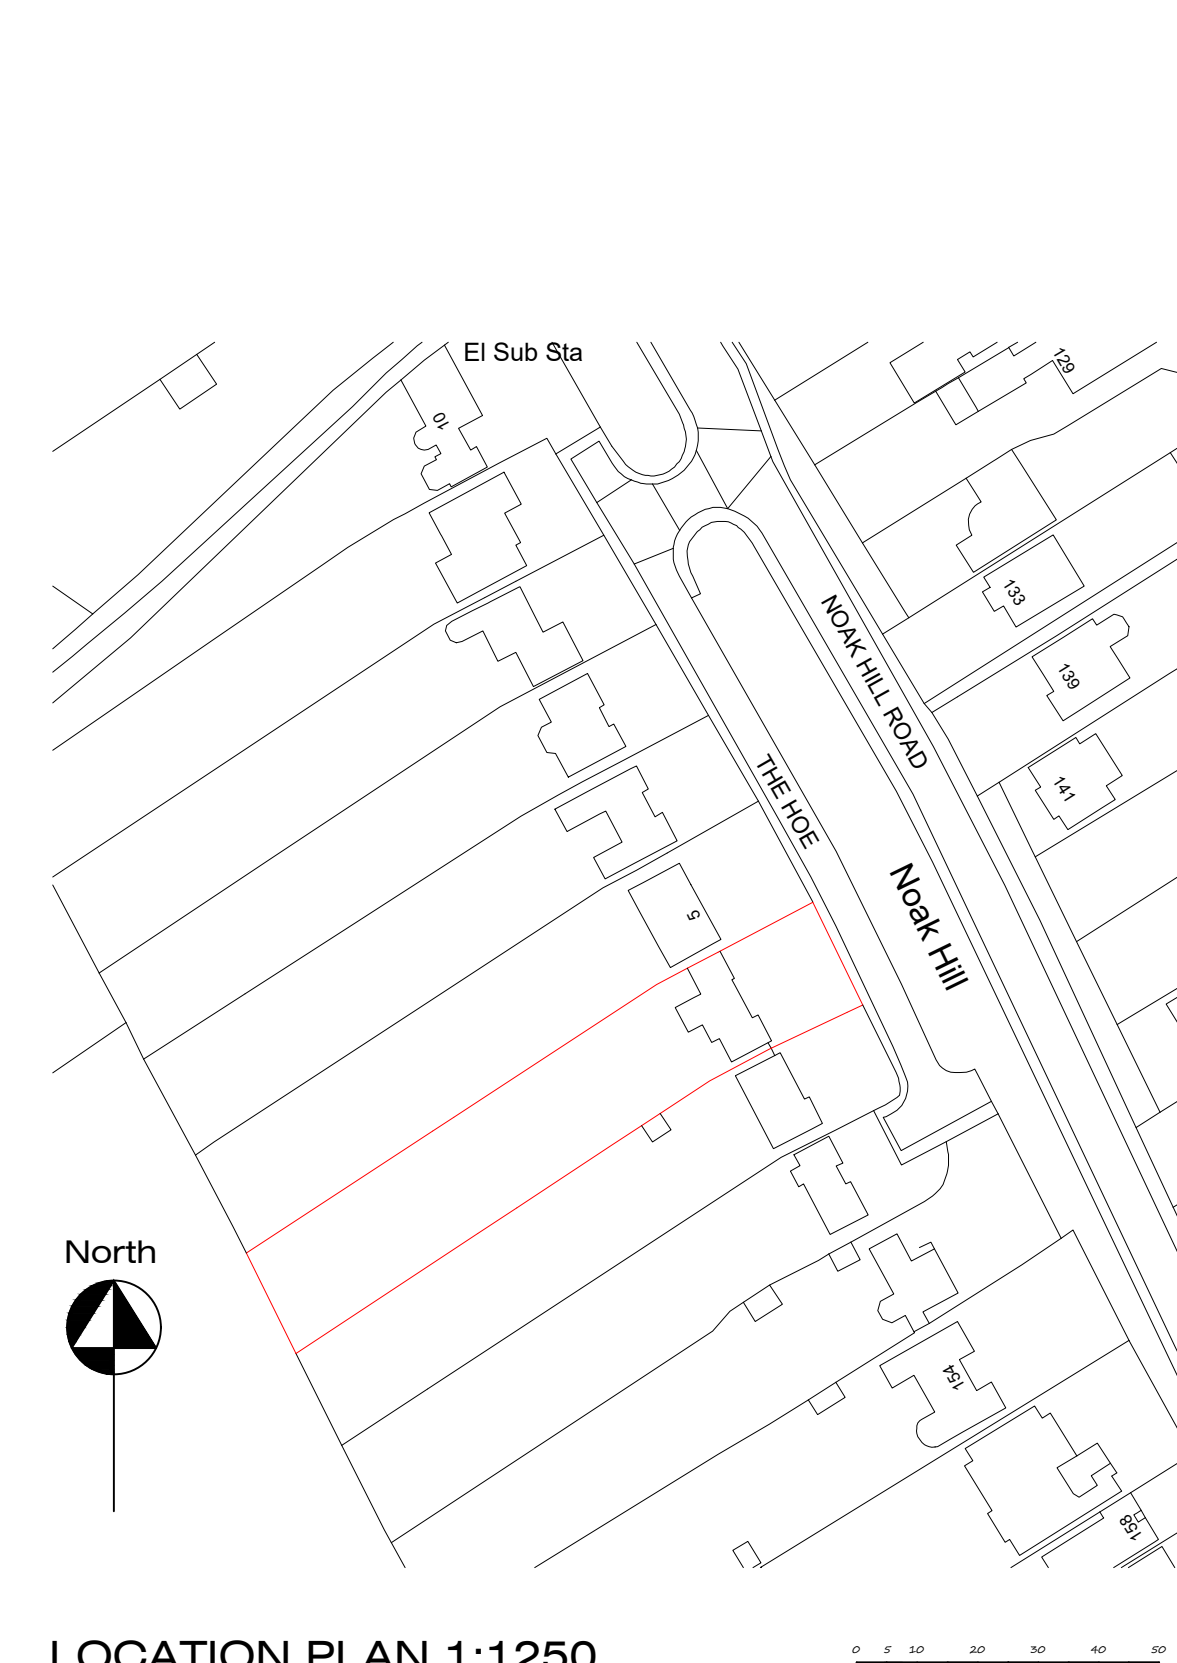 El Sub Sta
129
10
133
NOAK HILL ROAD
139
THE HOE
141
Noak Hill
5
North
154
158
LOCATION PLAN 1:1250
0 5 10 20 30 40 50